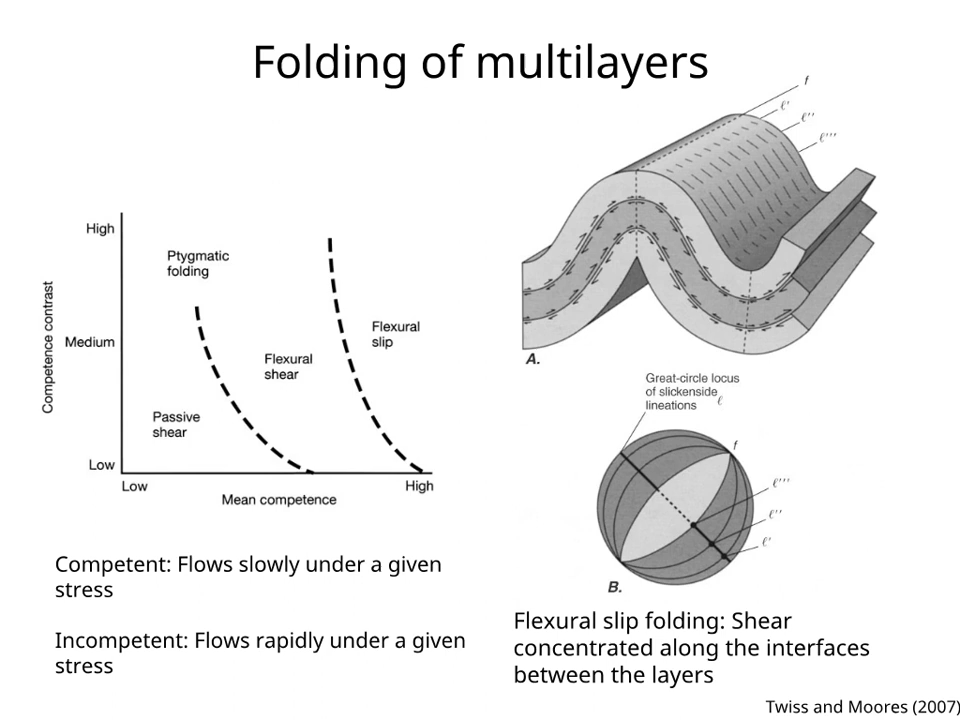 Folding of multilayers
f
ℓ'
ℓ''
ℓ'''
High
Ptygmatic
folding
Competence contrast
Medium
Flexural
slip
Flexural
shear
Passive
shear
Low
Low
High
Mean competence
A.
Great-circle locus
of slickenside
lineations ℓ
f
ℓ'''
ℓ''
ℓ'
B.
Competent: Flows slowly under a given
stress
Incompetent: Flows rapidly under a given
stress
Flexural slip folding: Shear
concentrated along the interfaces
between the layers
Twiss and Moores (2007)